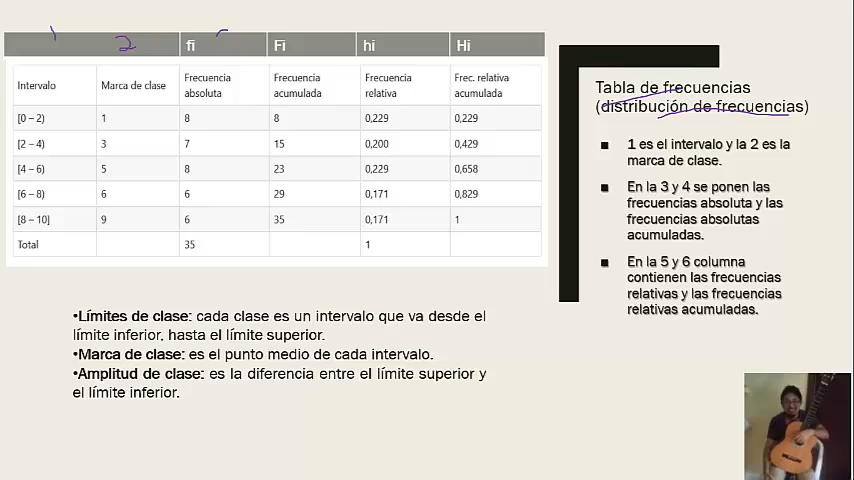 1 2 fi Fi hi Hi
Intervalo Marca de clase Frecuencia absoluta Frecuencia acumulada Frecuencia relativa Frec. relativa acumulada
[0 – 2) 1 8 8 0,229 0,229
[2 – 4) 3 7 15 0,200 0,429
[4 – 6) 5 8 23 0,229 0,658
[6 – 8) 6 6 29 0,171 0,829
[8 – 10] 9 6 35 0,171 1
Total 35 1
Tabla de frecuencias
(distribución de frecuencias)
■ 1 es el intervalo y la 2 es la
marca de clase.
■ En la 3 y 4 se ponen las
frecuencias absoluta y las
frecuencias absolutas
acumuladas.
■ En la 5 y 6 columna
contienen las frecuencias
relativas y las frecuencias
relativas acumuladas.
•Límites de clase: cada clase es un intervalo que va desde el
límite inferior, hasta el límite superior.
•Marca de clase: es el punto medio de cada intervalo.
•Amplitud de clase: es la diferencia entre el límite superior y
el límite inferior.